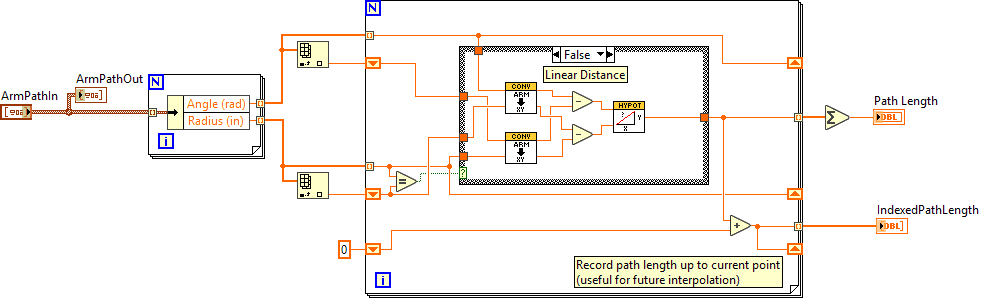 N
False
ArmPathOut
Linear Distance
ArmPathIn
N
Angle (rad)
Radius (in)
i
CONV
ARM
XY
CONV
ARM
XY
HYPOT
Y
X
Path Length
DBL
?
0
IndexedPathLength
DBL
Record path length up to current point
(useful for future interpolation)
i